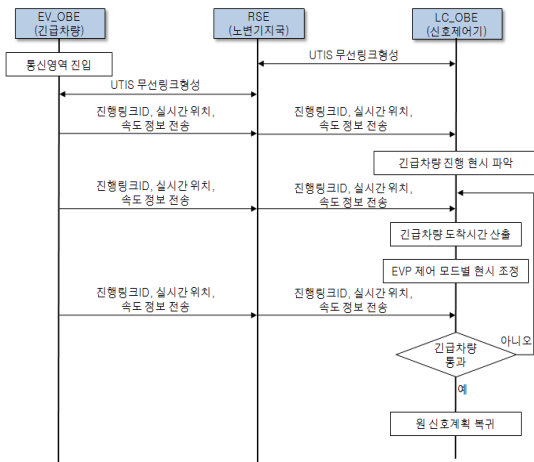 EV_OBE
(긴급차량)
RSE
(노변기지국)
LC_OBE
(신호제어기)
통신영역 진입
UTIS 무선링크형성
UTIS 무선링크형성
진행링크ID, 실시간 위치,
속도 정보 전송
진행링크ID, 실시간 위치,
속도 정보 전송
긴급차량 진행 현시 파악
진행링크ID, 실시간 위치,
속도 정보 전송
진행링크ID, 실시간 위치,
속도 정보 전송
긴급차량 도착시간 산출
EVP 제어 모드별 현시 조정
진행링크ID, 실시간 위치,
속도 정보 전송
진행링크ID, 실시간 위치,
속도 정보 전송
긴급차량
통과
아니오
예
원 신호계획 복귀